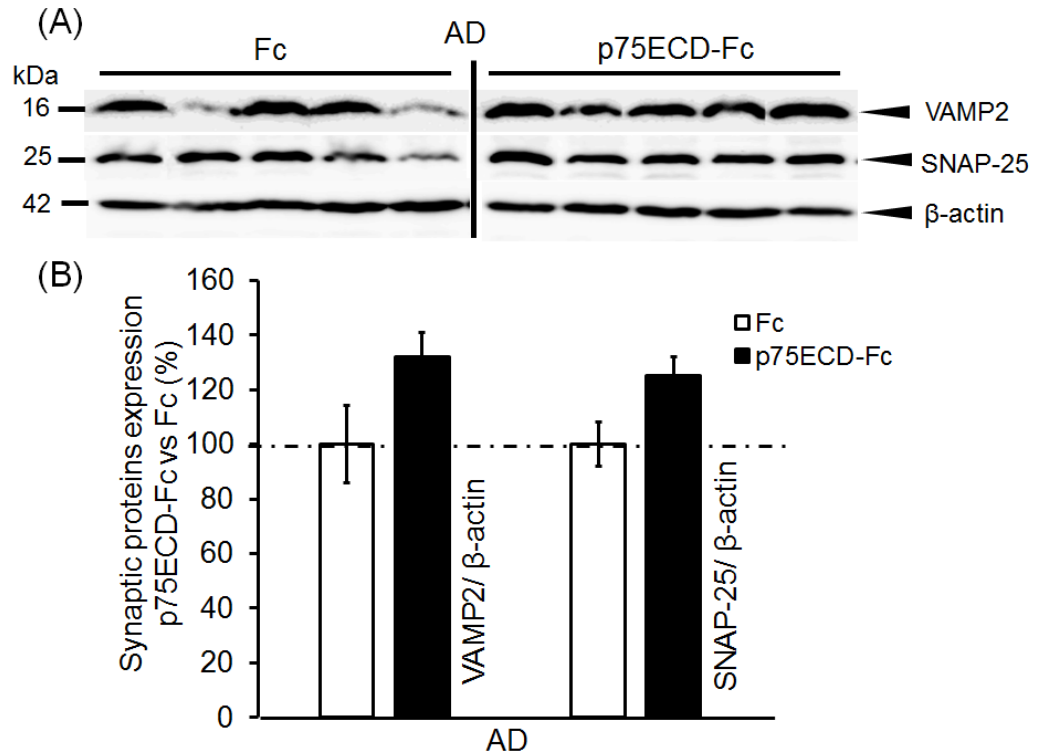 (A)
AD
Fc
p75ECD-Fc
kDa
16
VAMP2
25
SNAP-25
42
β-actin
(B)
Synaptic proteins expression
p75ECD-Fc vs Fc (%)
160
140
120
100
80
60
40
20
0
Fc
p75ECD-Fc
VAMP2/ β-actin
SNAP-25/ β-actin
AD